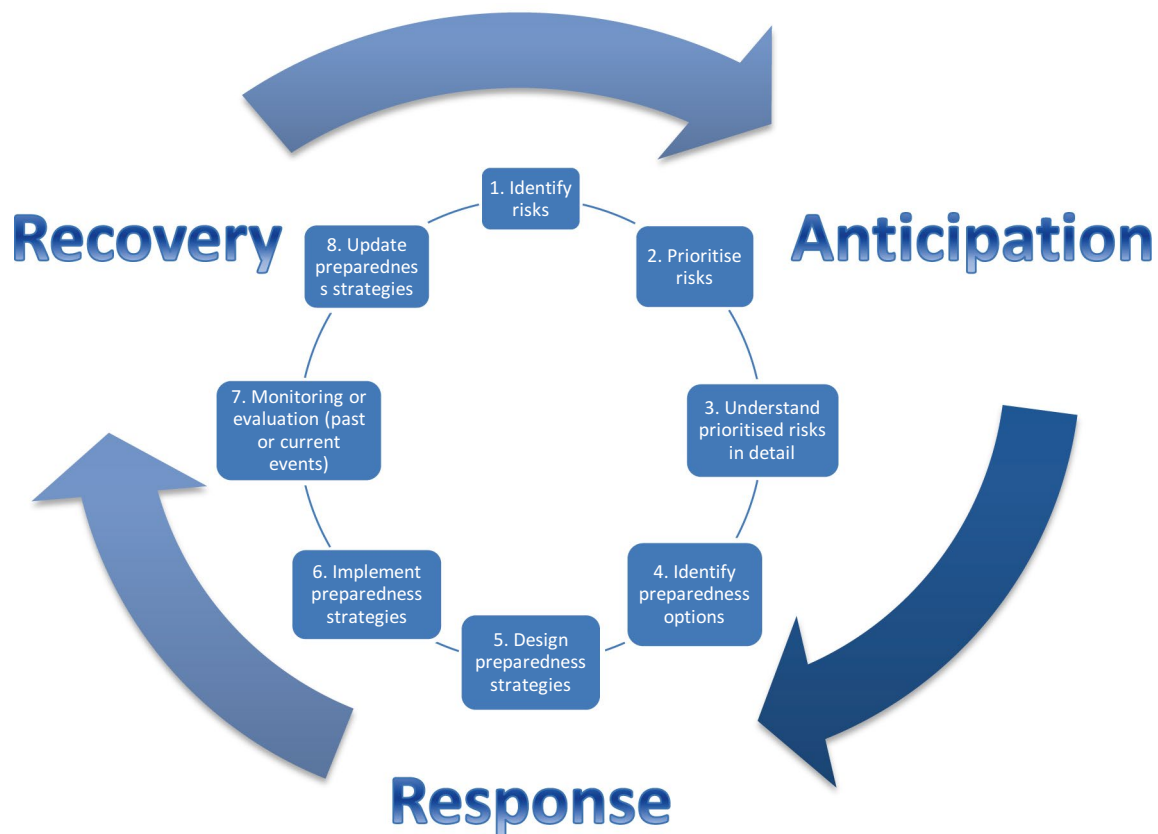 1. Identify
risks
Recovery
Anticipation
8. Update
preparednes
s strategies
2. Prioritise
risks
7. Monitoring or
evaluation (past
or current
events)
3. Understand
prioritised risks
in detail
6. Implement
preparedness
strategies
4. Identify
preparedness
options
5. Design
preparedness
strategies
Response